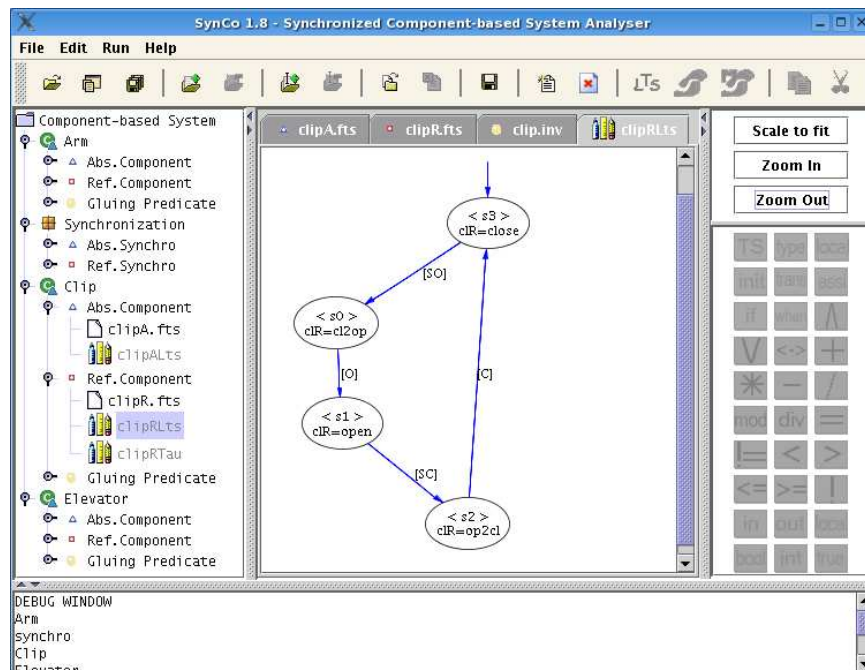 SynCo 1.8 - Synchronized Component-based System Analyser
File Edit Run Help
LTS
Component-based System
Arm
Abs.Component
Ref.Component
Gluing Predicate
Synchronization
Abs.Synchro
Ref.Synchro
Clip
Abs.Component
clipA.fts
clipALts
Ref.Component
clipR.fts
clipRLts
clipRTau
Gluing Predicate
Elevator
Abs.Component
Ref.Component
Gluing Predicate
clipA.fts clipR.fts clip.inv clipRLts
< s3 >
clR=close
[SO]
< s0 >
clR=cl2op
[O]
[C]
< s1 >
clR=open
[SC]
< s2 >
clR=op2cl
Scale to fit
Zoom In
Zoom Out
TS type local
init trans assi
if when Λ
V <-> +
* - /
mod div =
!= < >
<= >= !
in out loca
bool int true
DEBUG WINDOW
Arm
synchro
Clip
Elevator